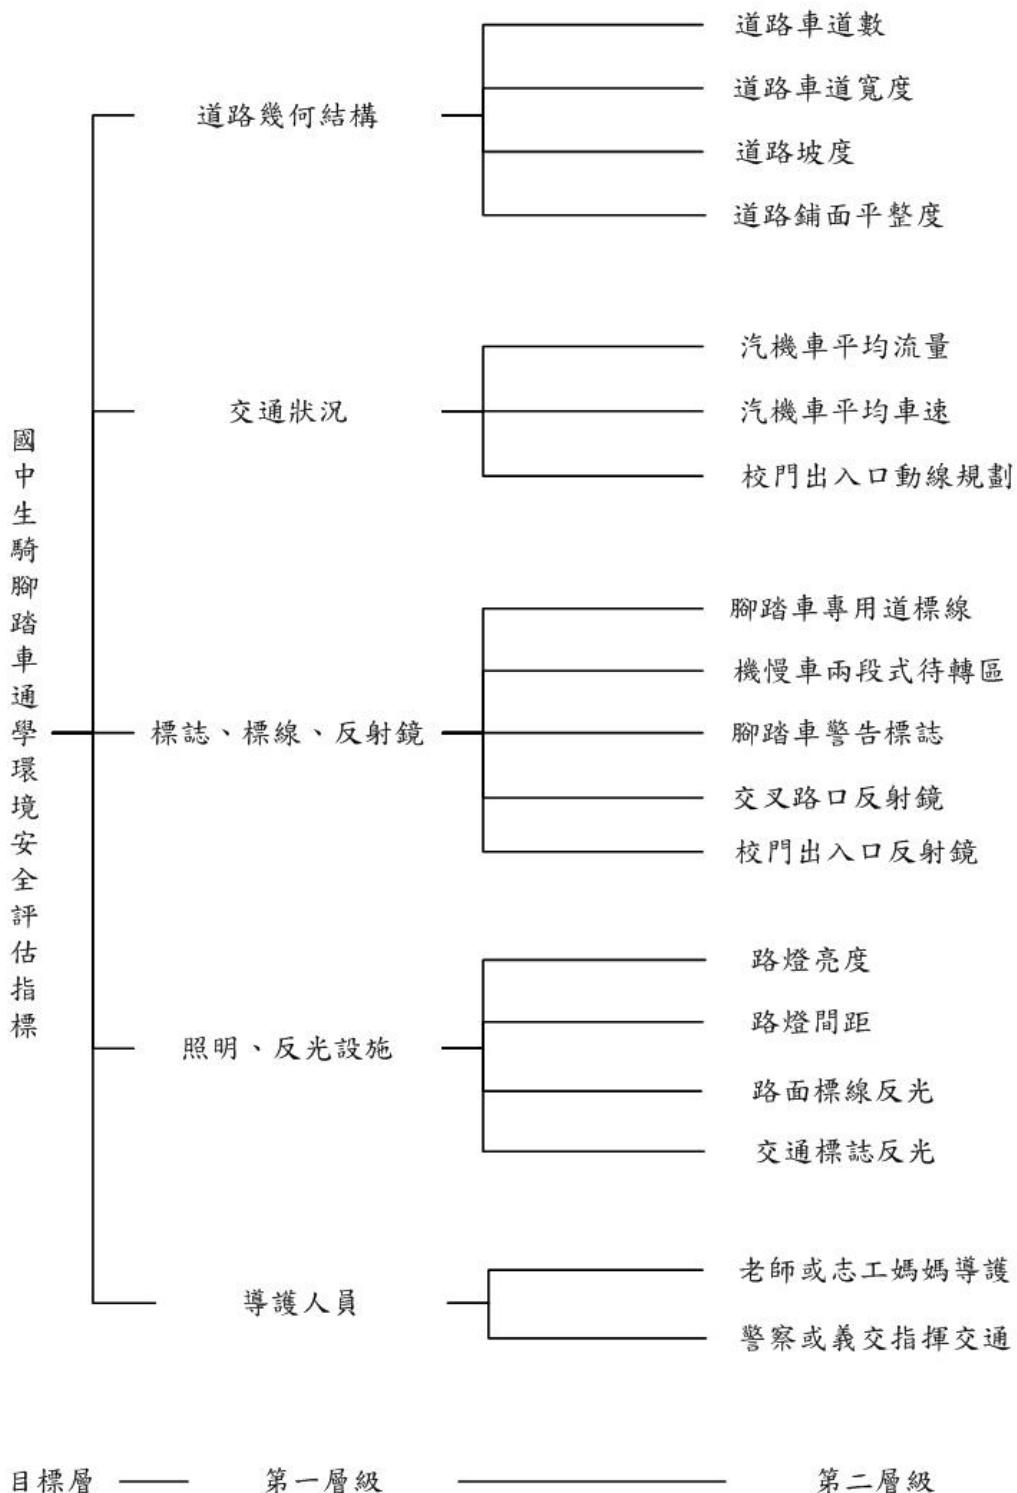 國中生騎腳踏車通學環境安全評估指標
道路幾何結構
道路車道數
道路車道寬度
道路坡度
道路鋪面平整度
交通狀況
汽機車平均流量
汽機車平均車速
校門出入口動線規劃
標誌、標線、反射鏡
腳踏車專用道標線
機慢車兩段式待轉區
腳踏車警告標誌
交叉路口反射鏡
校門出入口反射鏡
照明、反光設施
路燈亮度
路燈間距
路面標線反光
交通標誌反光
導護人員
老師或志工媽媽導護
警察或義交指揮交通
目標層
第一層級
第二層級